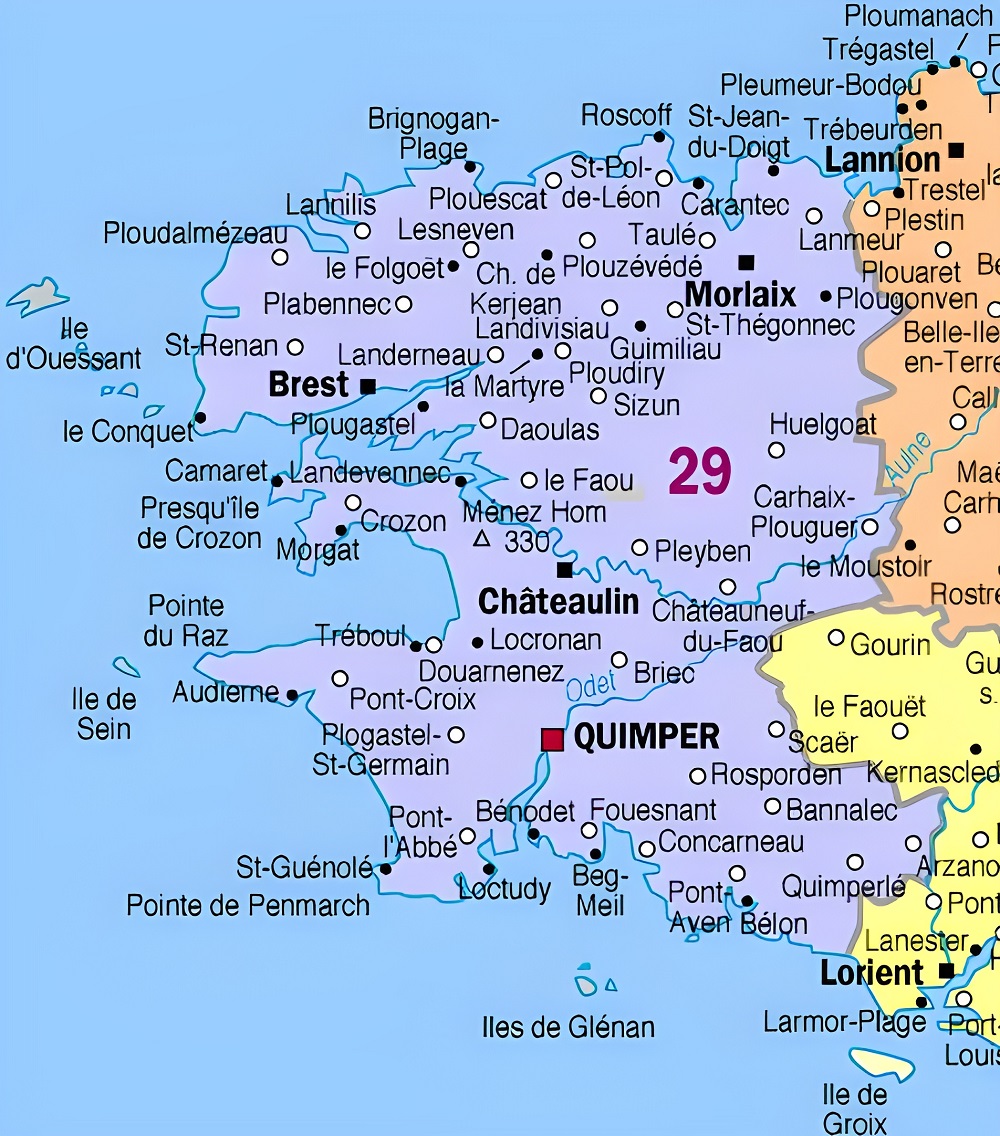 Ploumanach
Trégastel
Pleumeur-Bodou
Brignogan-
Plage
Roscoff
St-Jean-
du-Doigt
Trébeurden
Lannion
St-Pol-
de-Léon
Trestel
Lannilis
Plouescat
Carantec
Plestin
Ploudalmézeau
Lesneven
Taulé
Lanmeur
le Folgoët
Ch. de
Kerjean
Plouzévédé
Plouaret
Plabennec
Morlaix
Plougonven
Ile
d'Ouessant
Landivisiau
St-Thégonnec
Belle-Ile-
en-Terre
St-Renan
Landerneau
Guimiliau
Brest
la Martyre
Ploudiry
Sizun
le Conquet
Plougastel
Daoulas
Huelgoat
Aulne
Camaret
Landevennec
le Faou
29
Presqu'île
de Crozon
Crozon
Ménez Hom
330
Carhaix-
Plouguer
Morgat
Pleyben
le Moustoir
Châteaulin
Châteauneuf-
du-Faou
Pointe
du Raz
Tréboul
Locronan
Gourin
Douarnenez
Briec
Ile de
Sein
Audierne
Pont-Croix
Odet
le Faouët
Plogastel-
St-Germain
QUIMPER
Scaër
Rosporden
Kernascled
Pont-
l'Abbé
Bénodet
Fouesnant
Bannalec
Concarneau
St-Guénolé
Loctudy
Beg-
Meil
Quimperlé
Arzano
Pointe de Penmarch
Pont-
Aven
Bélon
Pont
Lanester
Lorient
Iles de Glénan
Larmor-Plage
Port-
Louis
Ile de
Groix